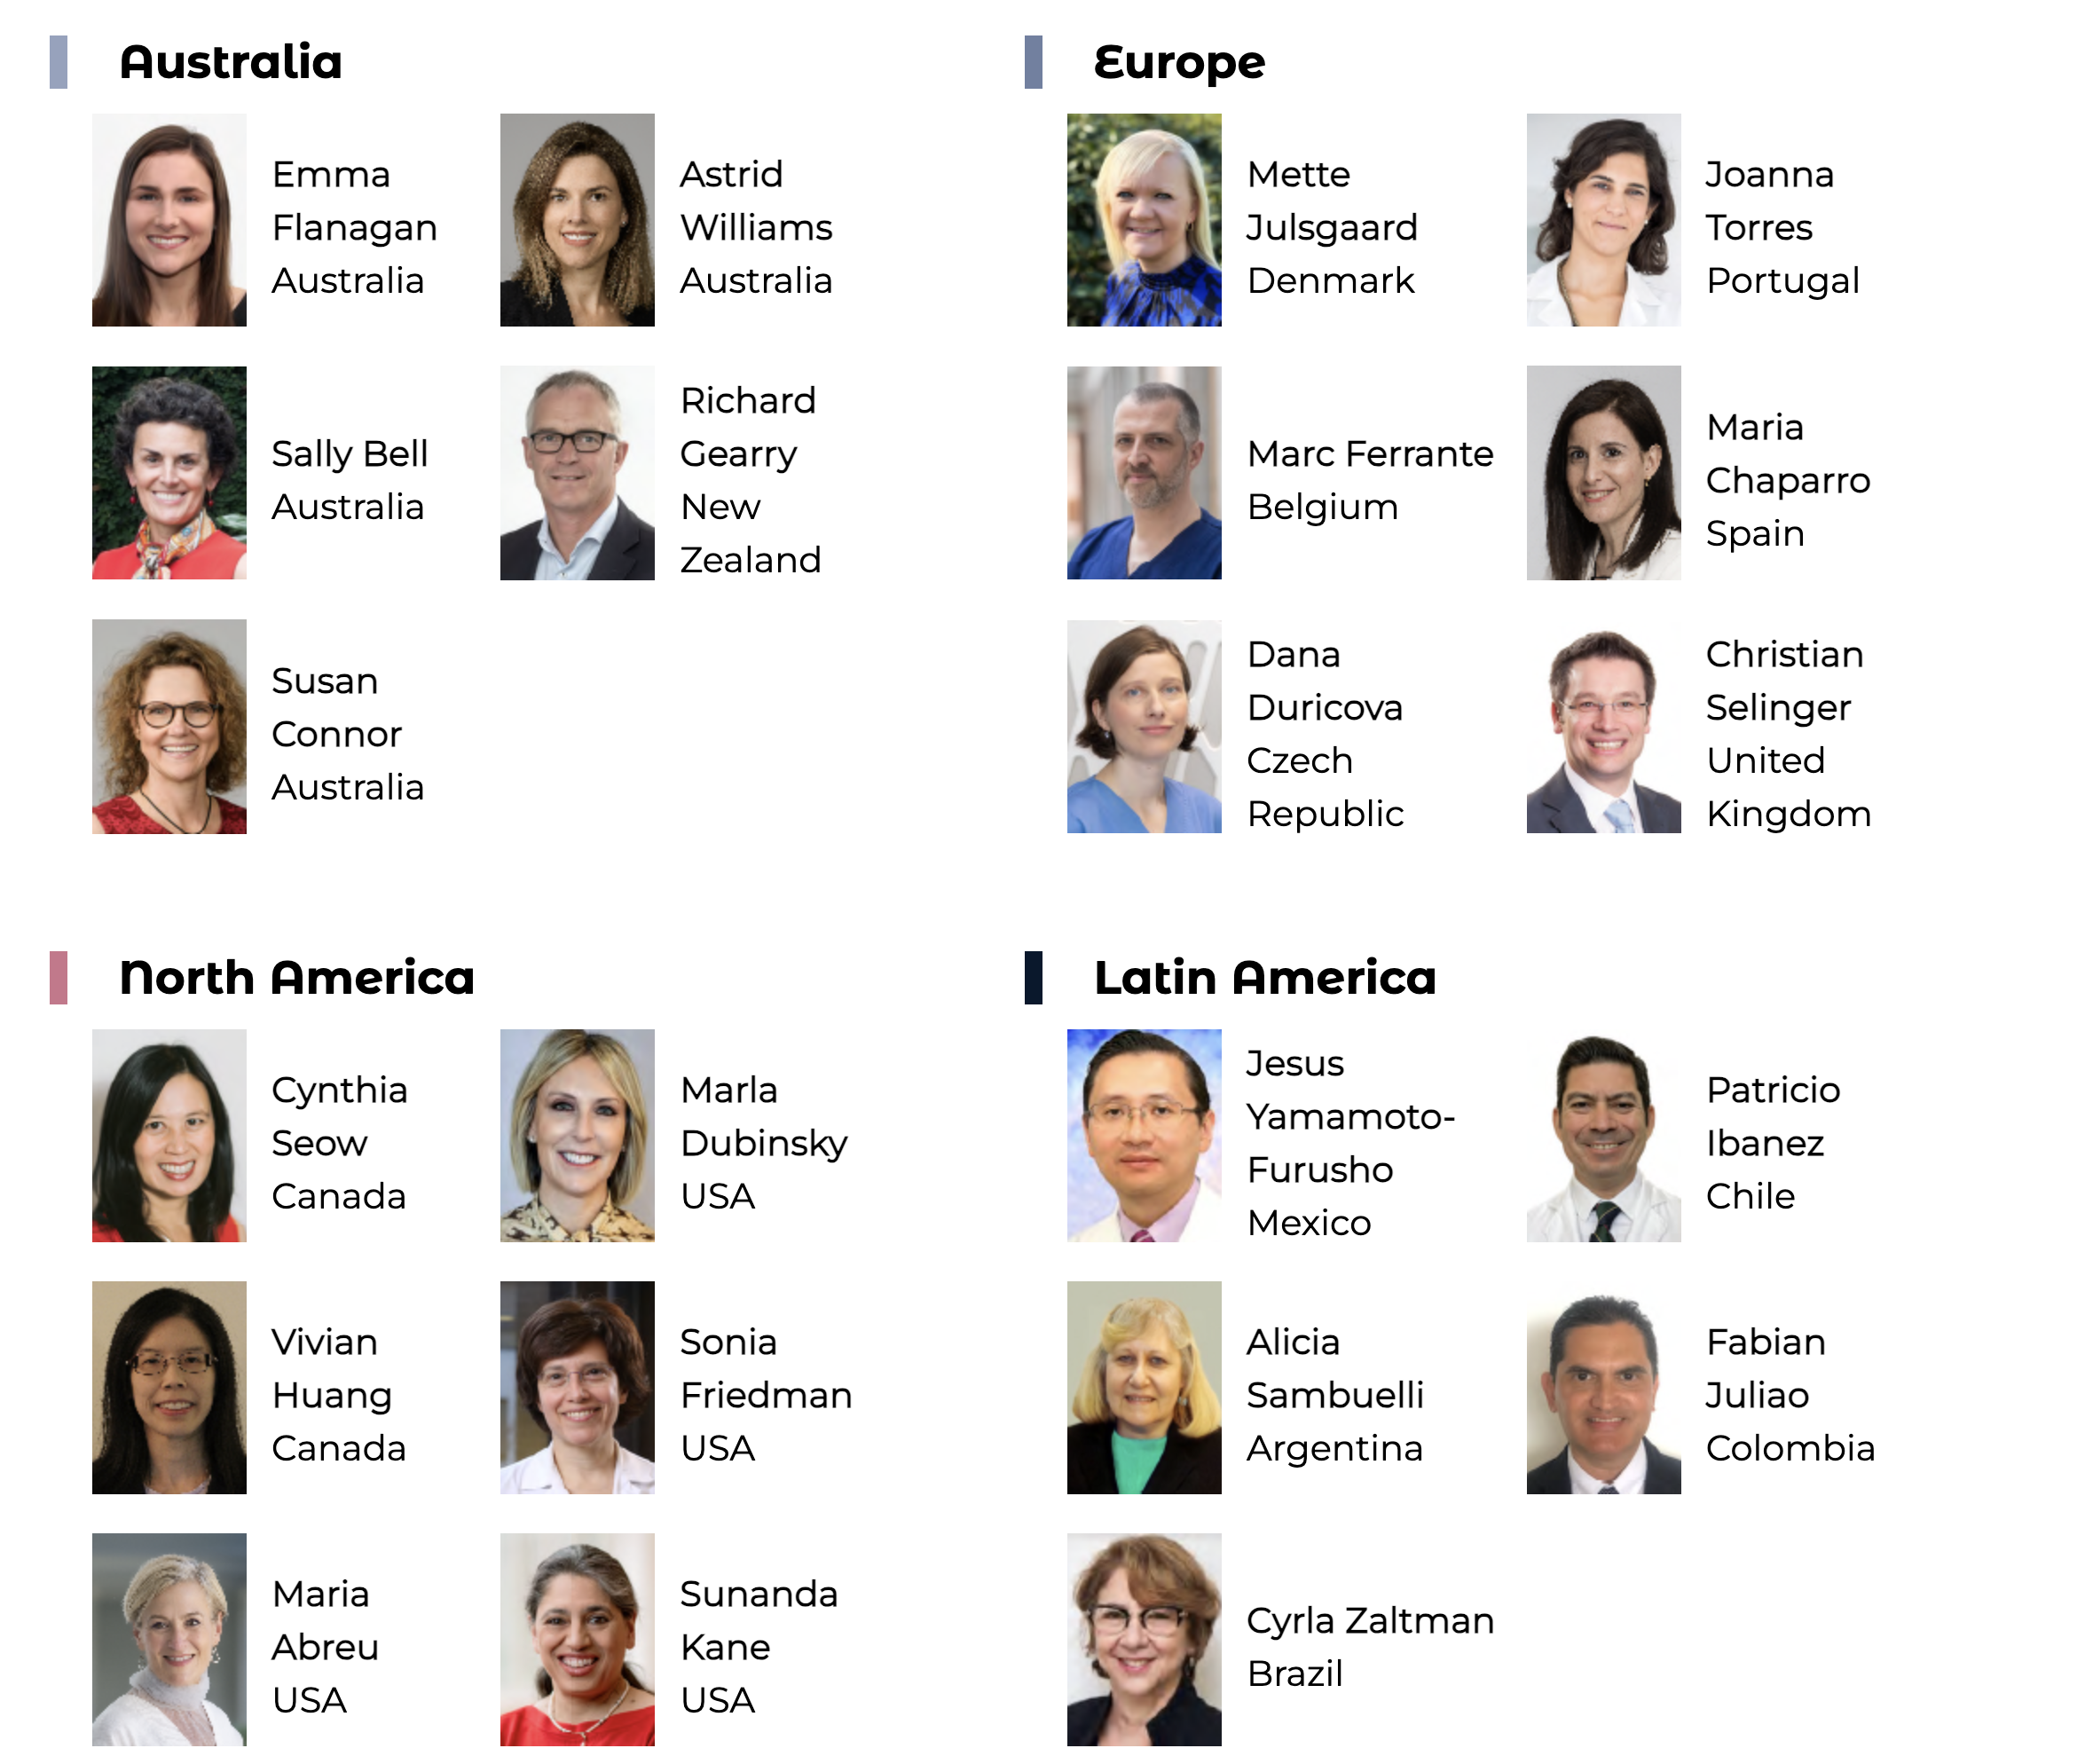 Australia
Emma
Flanagan
Australia
Astrid
Williams
Australia
Sally Bell
Australia
Richard
Gearry
New
Zealand
Susan
Connor
Australia
Europe
Mette
Julsgaard
Denmark
Joanna
Torres
Portugal
Marc Ferrante
Belgium
Maria
Chaparro
Spain
Dana
Duricova
Czech
Republic
Christian
Selinger
United
Kingdom
North America
Cynthia
Seow
Canada
Marla
Dubinsky
USA
Vivian
Huang
Canada
Sonia
Friedman
USA
Maria
Abreu
USA
Sunanda
Kane
USA
Latin America
Jesus
Yamamoto-
Furusho
Mexico
Patricio
Ibanez
Chile
Alicia
Sambuelli
Argentina
Fabian
Juliao
Colombia
Cyrla Zaltman
Brazil